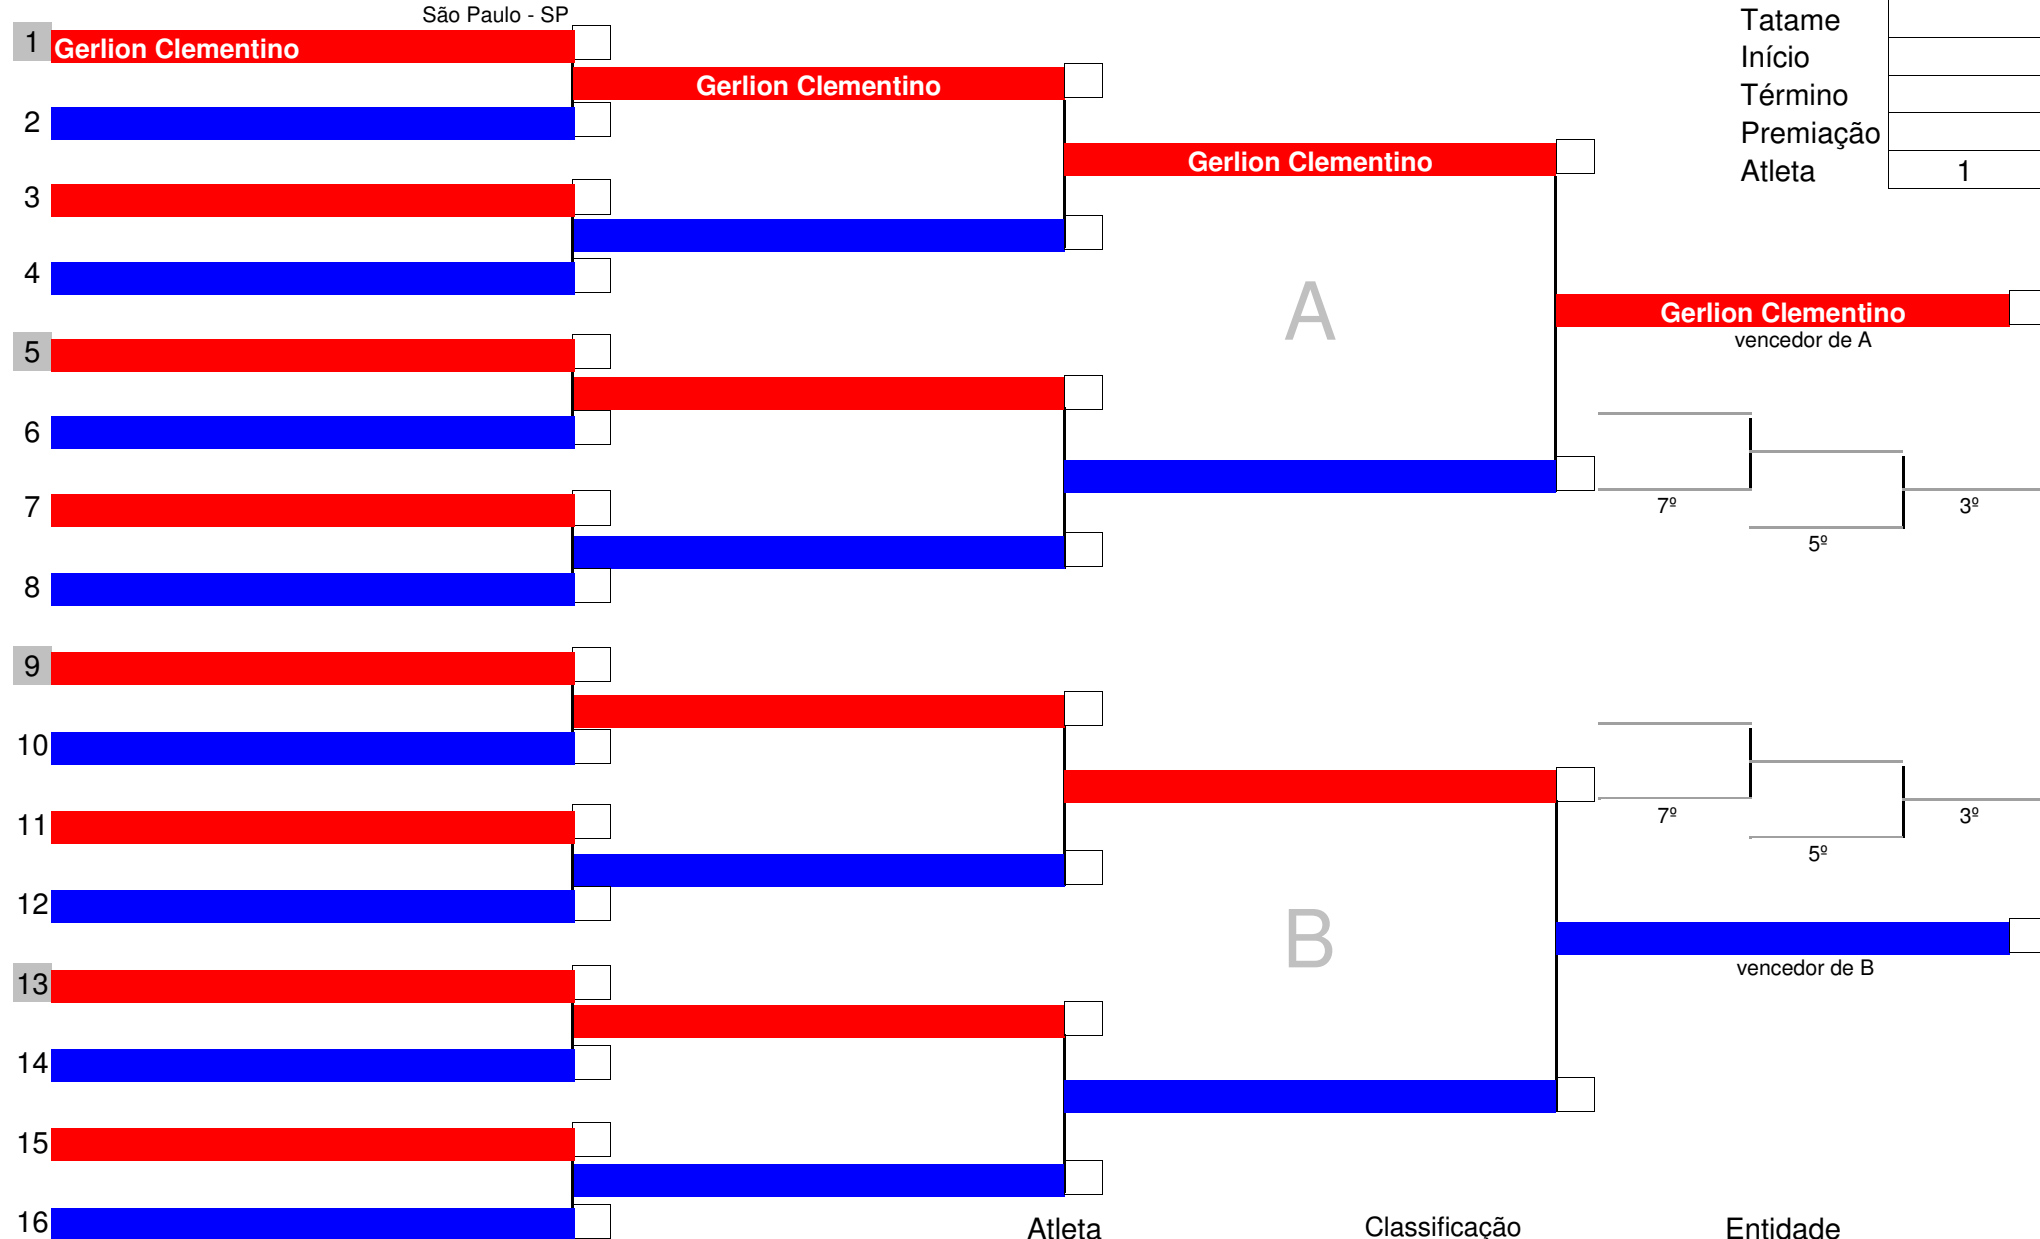 São Paulo - SP
Tatame
1 Gerlion Clementino
Início
Gerlion Clementino
Término
2
Premiação
Gerlion Clementino
Atleta 1
3
4
A
Gerlion Clementino
vencedor de A
5
6
7
7º
3º
5º
8
9
10
11
7º
3º
5º
12
B
vencedor de B
13
14
15
16
Atleta Classificação Entidade